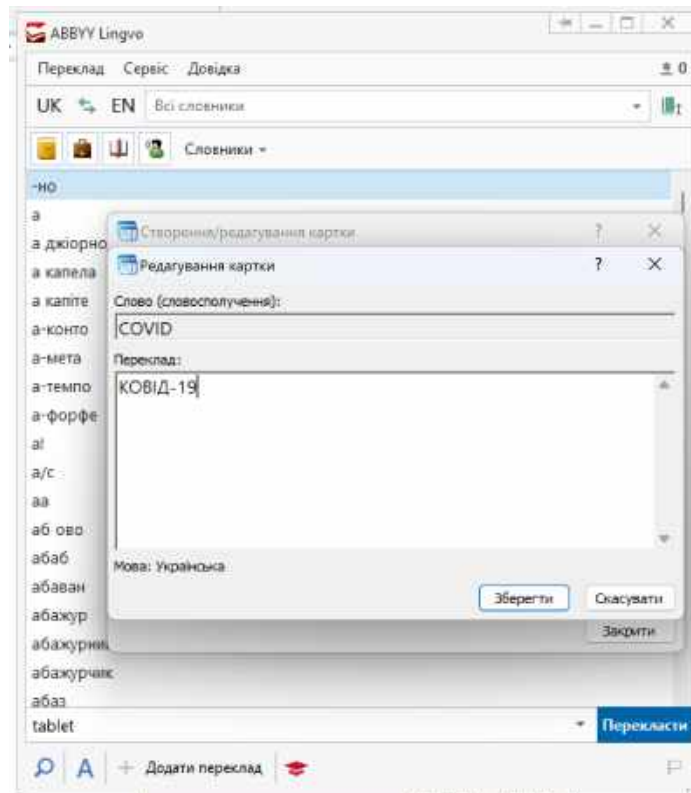 ABBYY Lingvo
Переклад Сервіс Довідка 0
UK EN Всі словники
Словники
-но
а
а джіорно
Створення/редагування картки ?
а капела
Редагування картки ?
а капіте
Слово (словосполучення):
а-конто
COVID
а-мета
Переклад:
а-темпо
КОВІД-19
а-форфе
а!
а/с
аа
аб ово
абаб
Мова: Українська
абаван
Зберегти Скасувати
абажур
Закрити
абажурчик
абаз
tablet Перекласти
Додати переклад